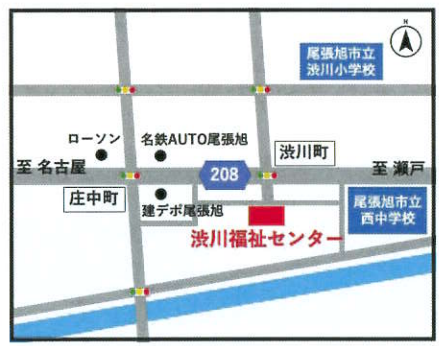 N
尾張旭市立
渋川小学校
ローソン
名鉄AUTO尾張旭
渋川町
至 名古屋
208
至 瀬戸
庄中町
建デポ尾張旭
尾張旭市立
西中学校
渋川福祉センター